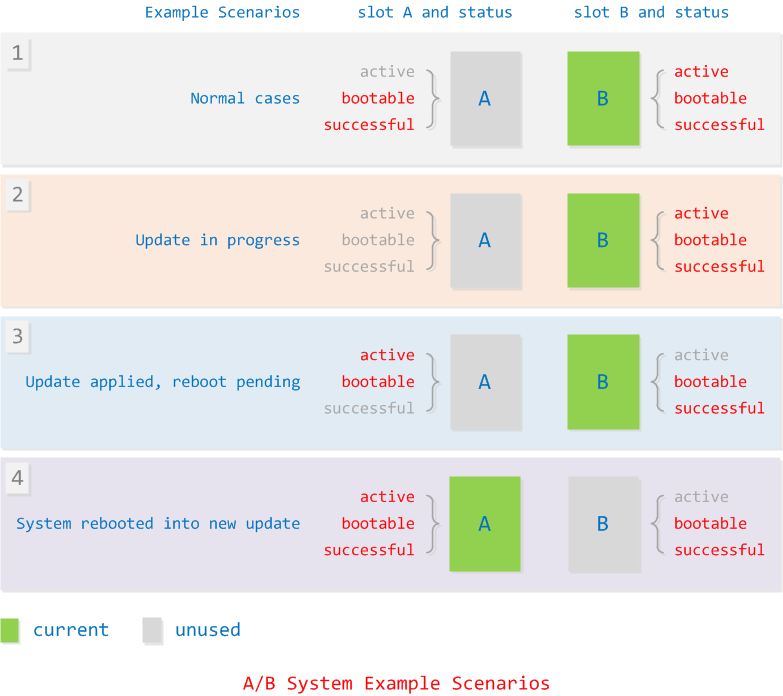 Example Scenarios slot A and status slot B and status
1
active active
Normal cases bootable A B bootable
successful successful
2
active active
Update in progress bootable A B bootable
successful successful
3
active active
Update applied, reboot pending bootable A B bootable
successful successful
4
active active
System rebooted into new update bootable A B bootable
successful successful
current unused
A/B System Example Scenarios